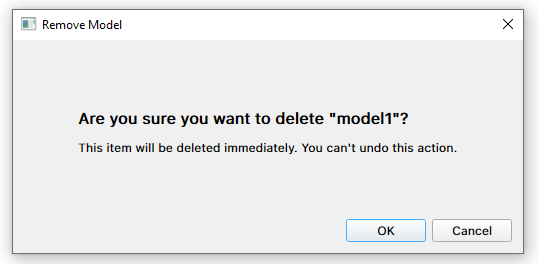 Remove Model
Are you sure you want to delete "model1"?
This item will be deleted immediately. You can't undo this action.
OK
Cancel